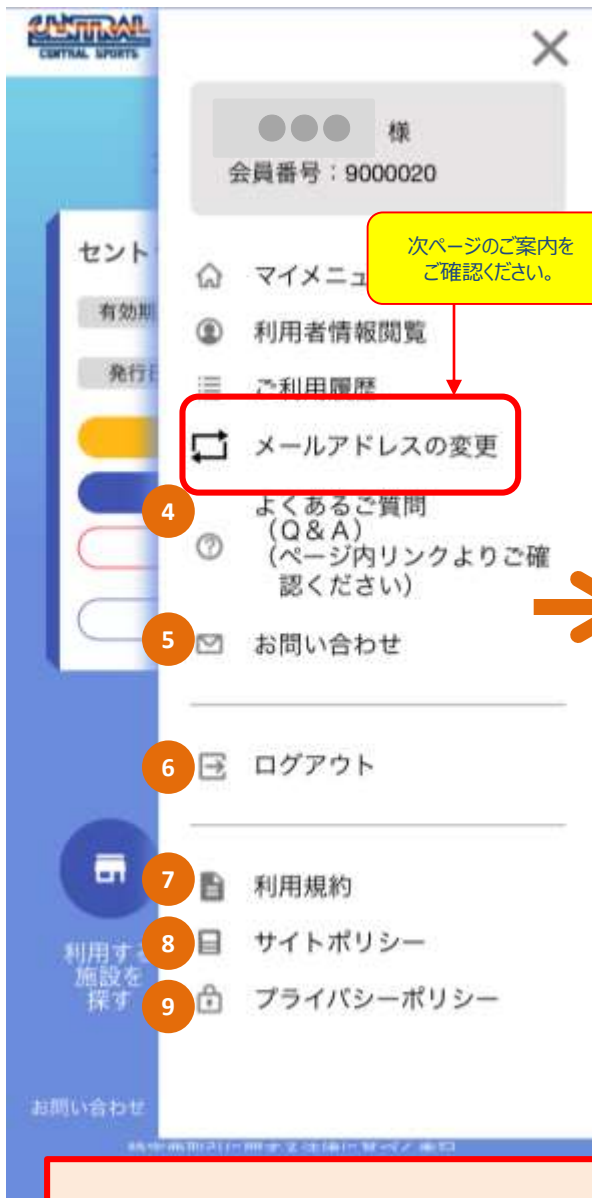 CENTRAL
CENTRAL SPORTS
様
会員番号：9000020
次ページのご案内を
ご確認ください。
セント
有効期
発行
マイメニュ
利用者情報閲覧
ご利用履歴
メールアドレスの変更
4
よくあるご質問
（Q＆A）
（ページ内リンクよりご確
認ください）
5
お問い合わせ
6
ログアウト
7
利用規約
8
サイトポリシー
9
プライバシーポリシー
利用する
施設を
探す
お問い合わせ